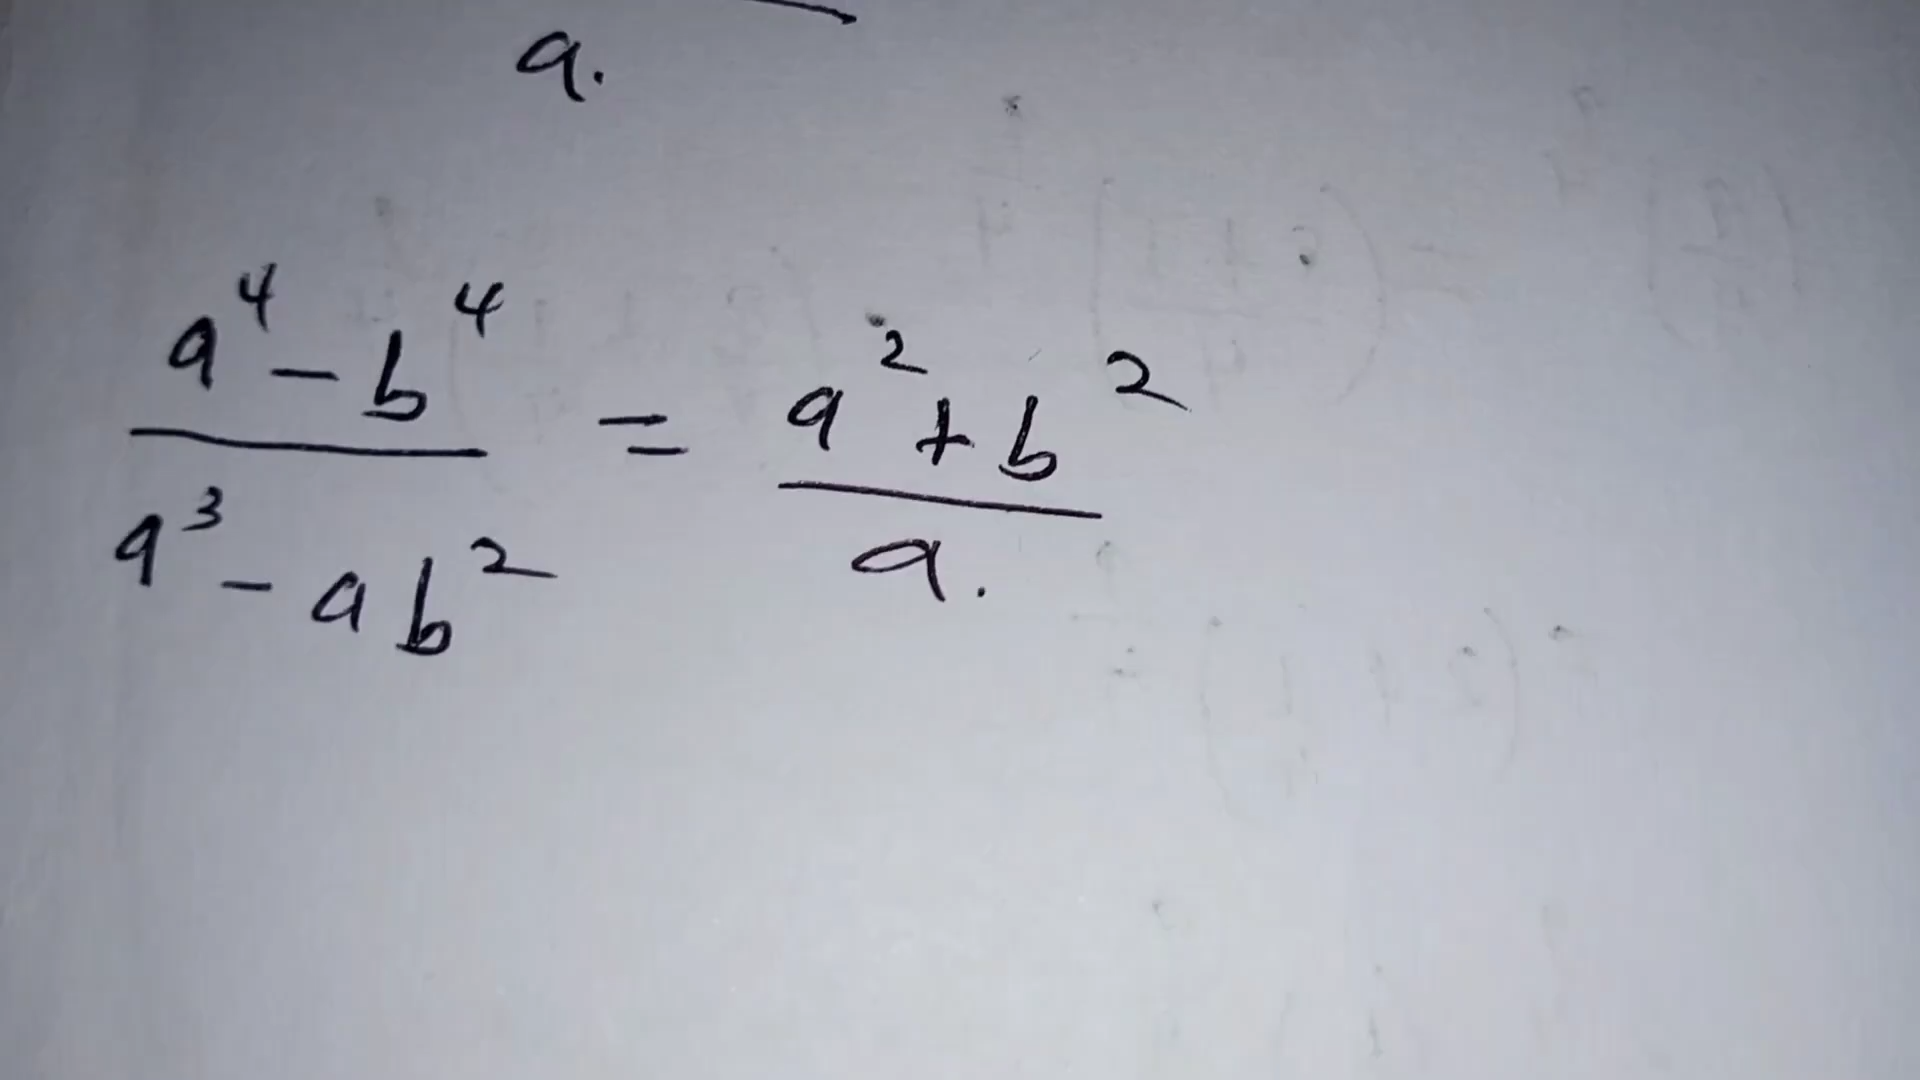 a.
a⁴ - b⁴ / a³ - ab² = a² + b² / a.